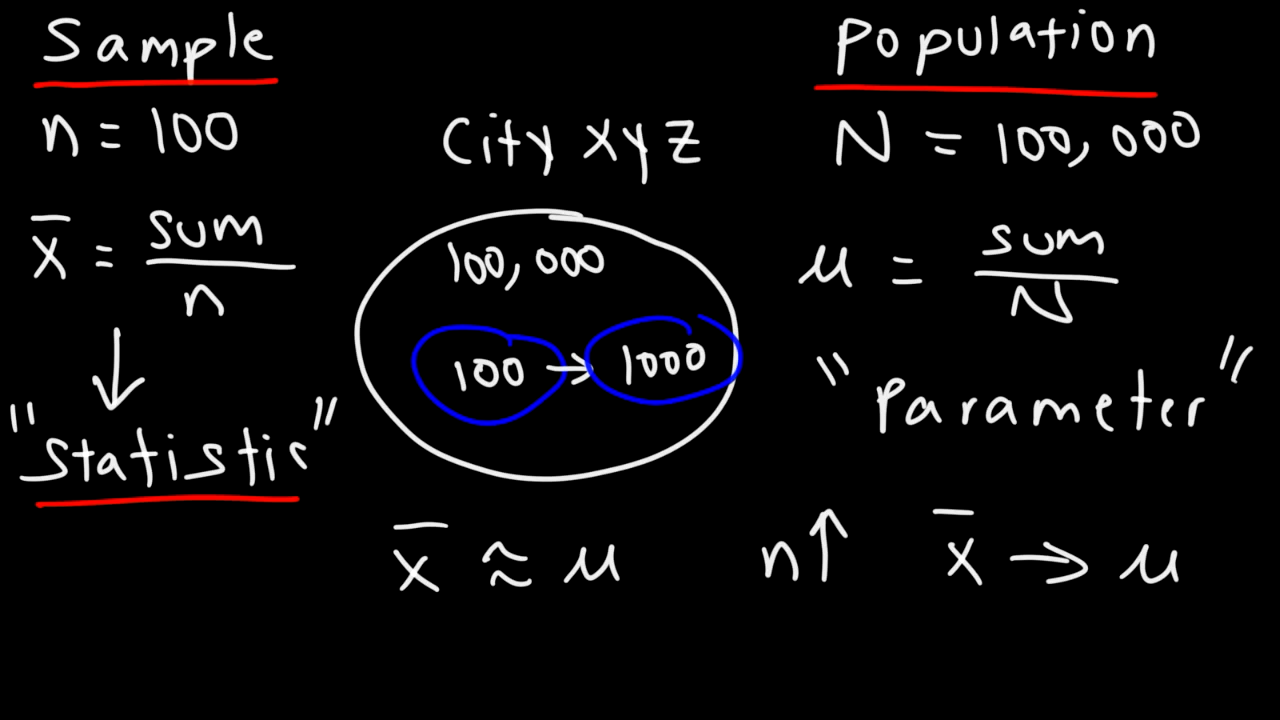 Sample
n = 100
x̄ = sum / n
"Statistic"
City XYZ
100,000
100 → 1000
Population
N = 100,000
μ = sum / N
"Parameter"
x̄ ≈ μ
n↑ x̄ → μ